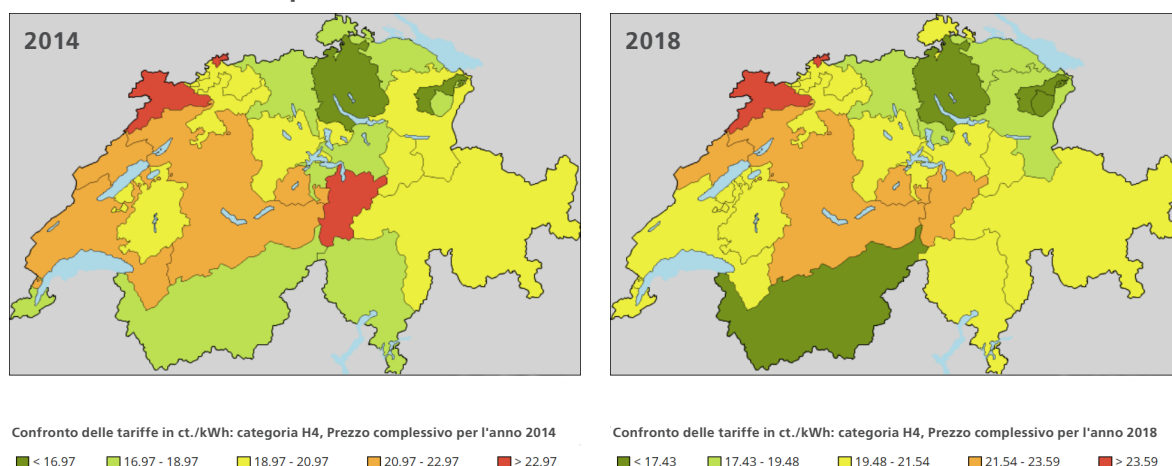 2014
2018
Confronto delle tariffe in ct./kWh: categoria H4, Prezzo complessivo per l'anno 2014
< 16.97 16.97 - 18.97 18.97 - 20.97 20.97 - 22.97 > 22.97
Confronto delle tariffe in ct./kWh: categoria H4, Prezzo complessivo per l'anno 2018
< 17.43 17.43 - 19.48 19.48 - 21.54 21.54 - 23.59 > 23.59